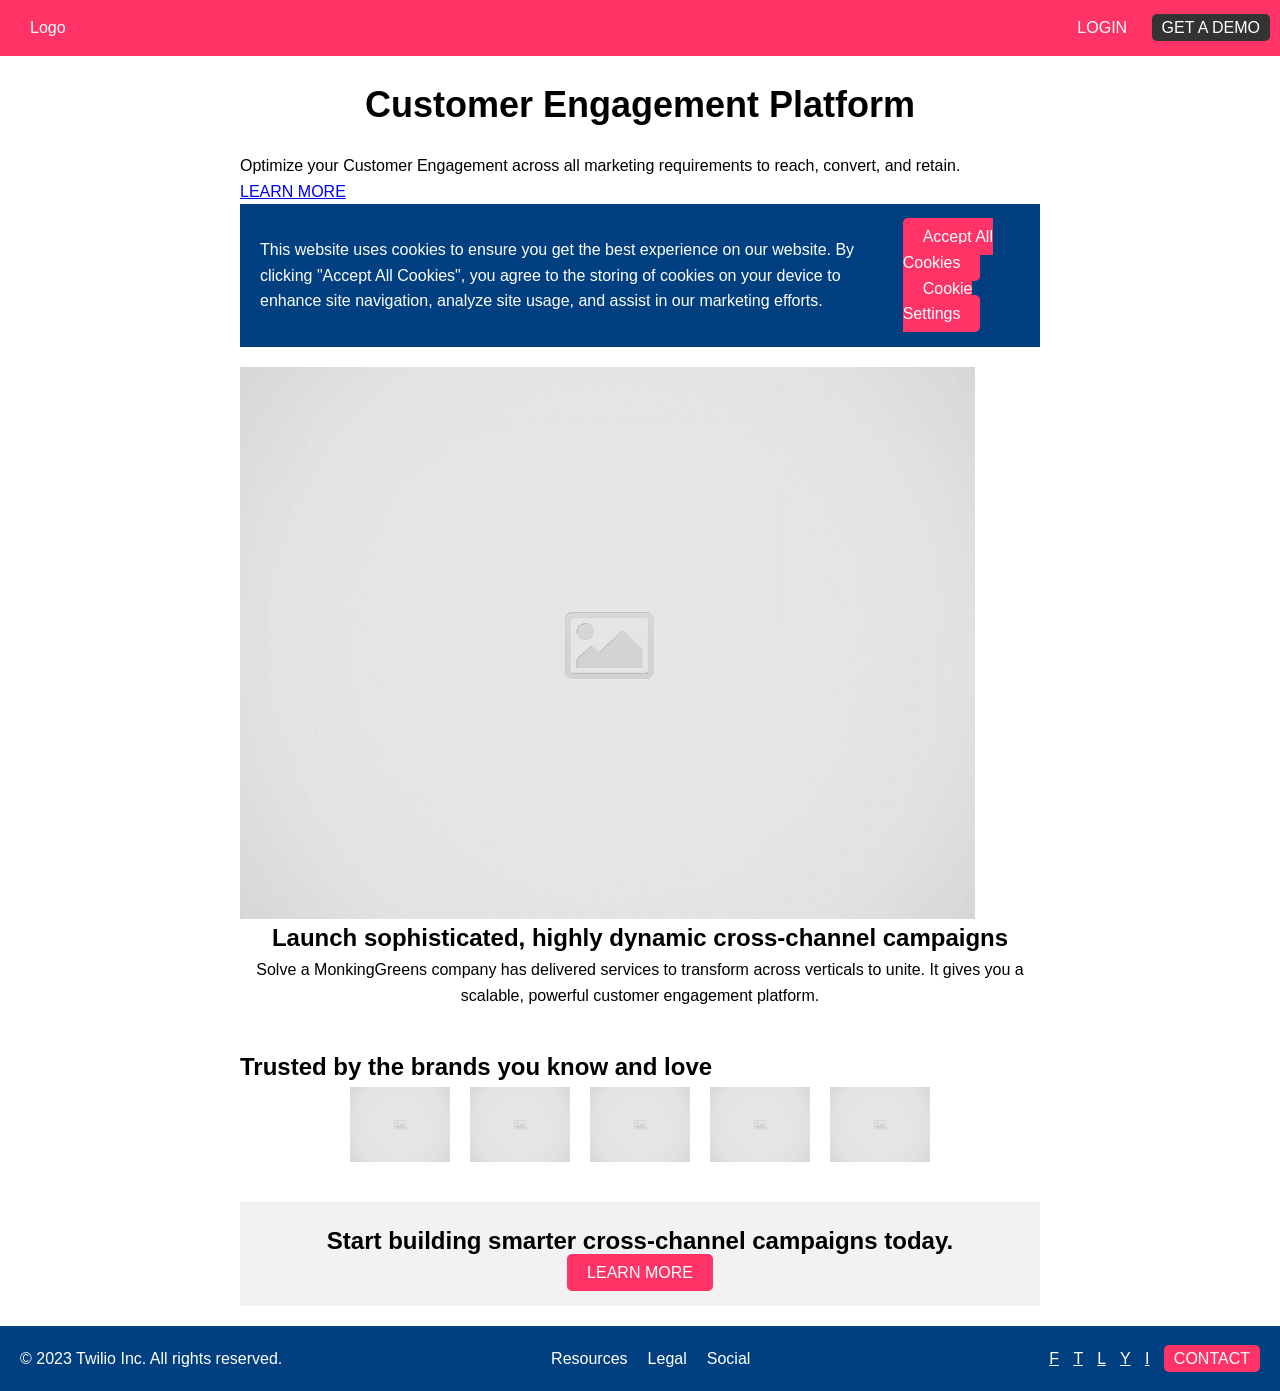 Logo
LOGIN
GET A DEMO
Customer Engagement Platform
Optimize your Customer Engagement across all marketing requirements to reach, convert, and retain.
LEARN MORE
This website uses cookies to ensure you get the best experience on our website. By
clicking "Accept All Cookies", you agree to the storing of cookies on your device to
enhance site navigation, analyze site usage, and assist in our marketing efforts.
Accept All
Cookies
Cookie
Settings
Launch sophisticated, highly dynamic cross-channel campaigns
Solve a MonkingGreens company has delivered services to transform across verticals to unite. It gives you a
scalable, powerful customer engagement platform.
Trusted by the brands you know and love
Start building smarter cross-channel campaigns today.
LEARN MORE
© 2023 Twilio Inc. All rights reserved.
Resources Legal Social
F T L Y I CONTACT